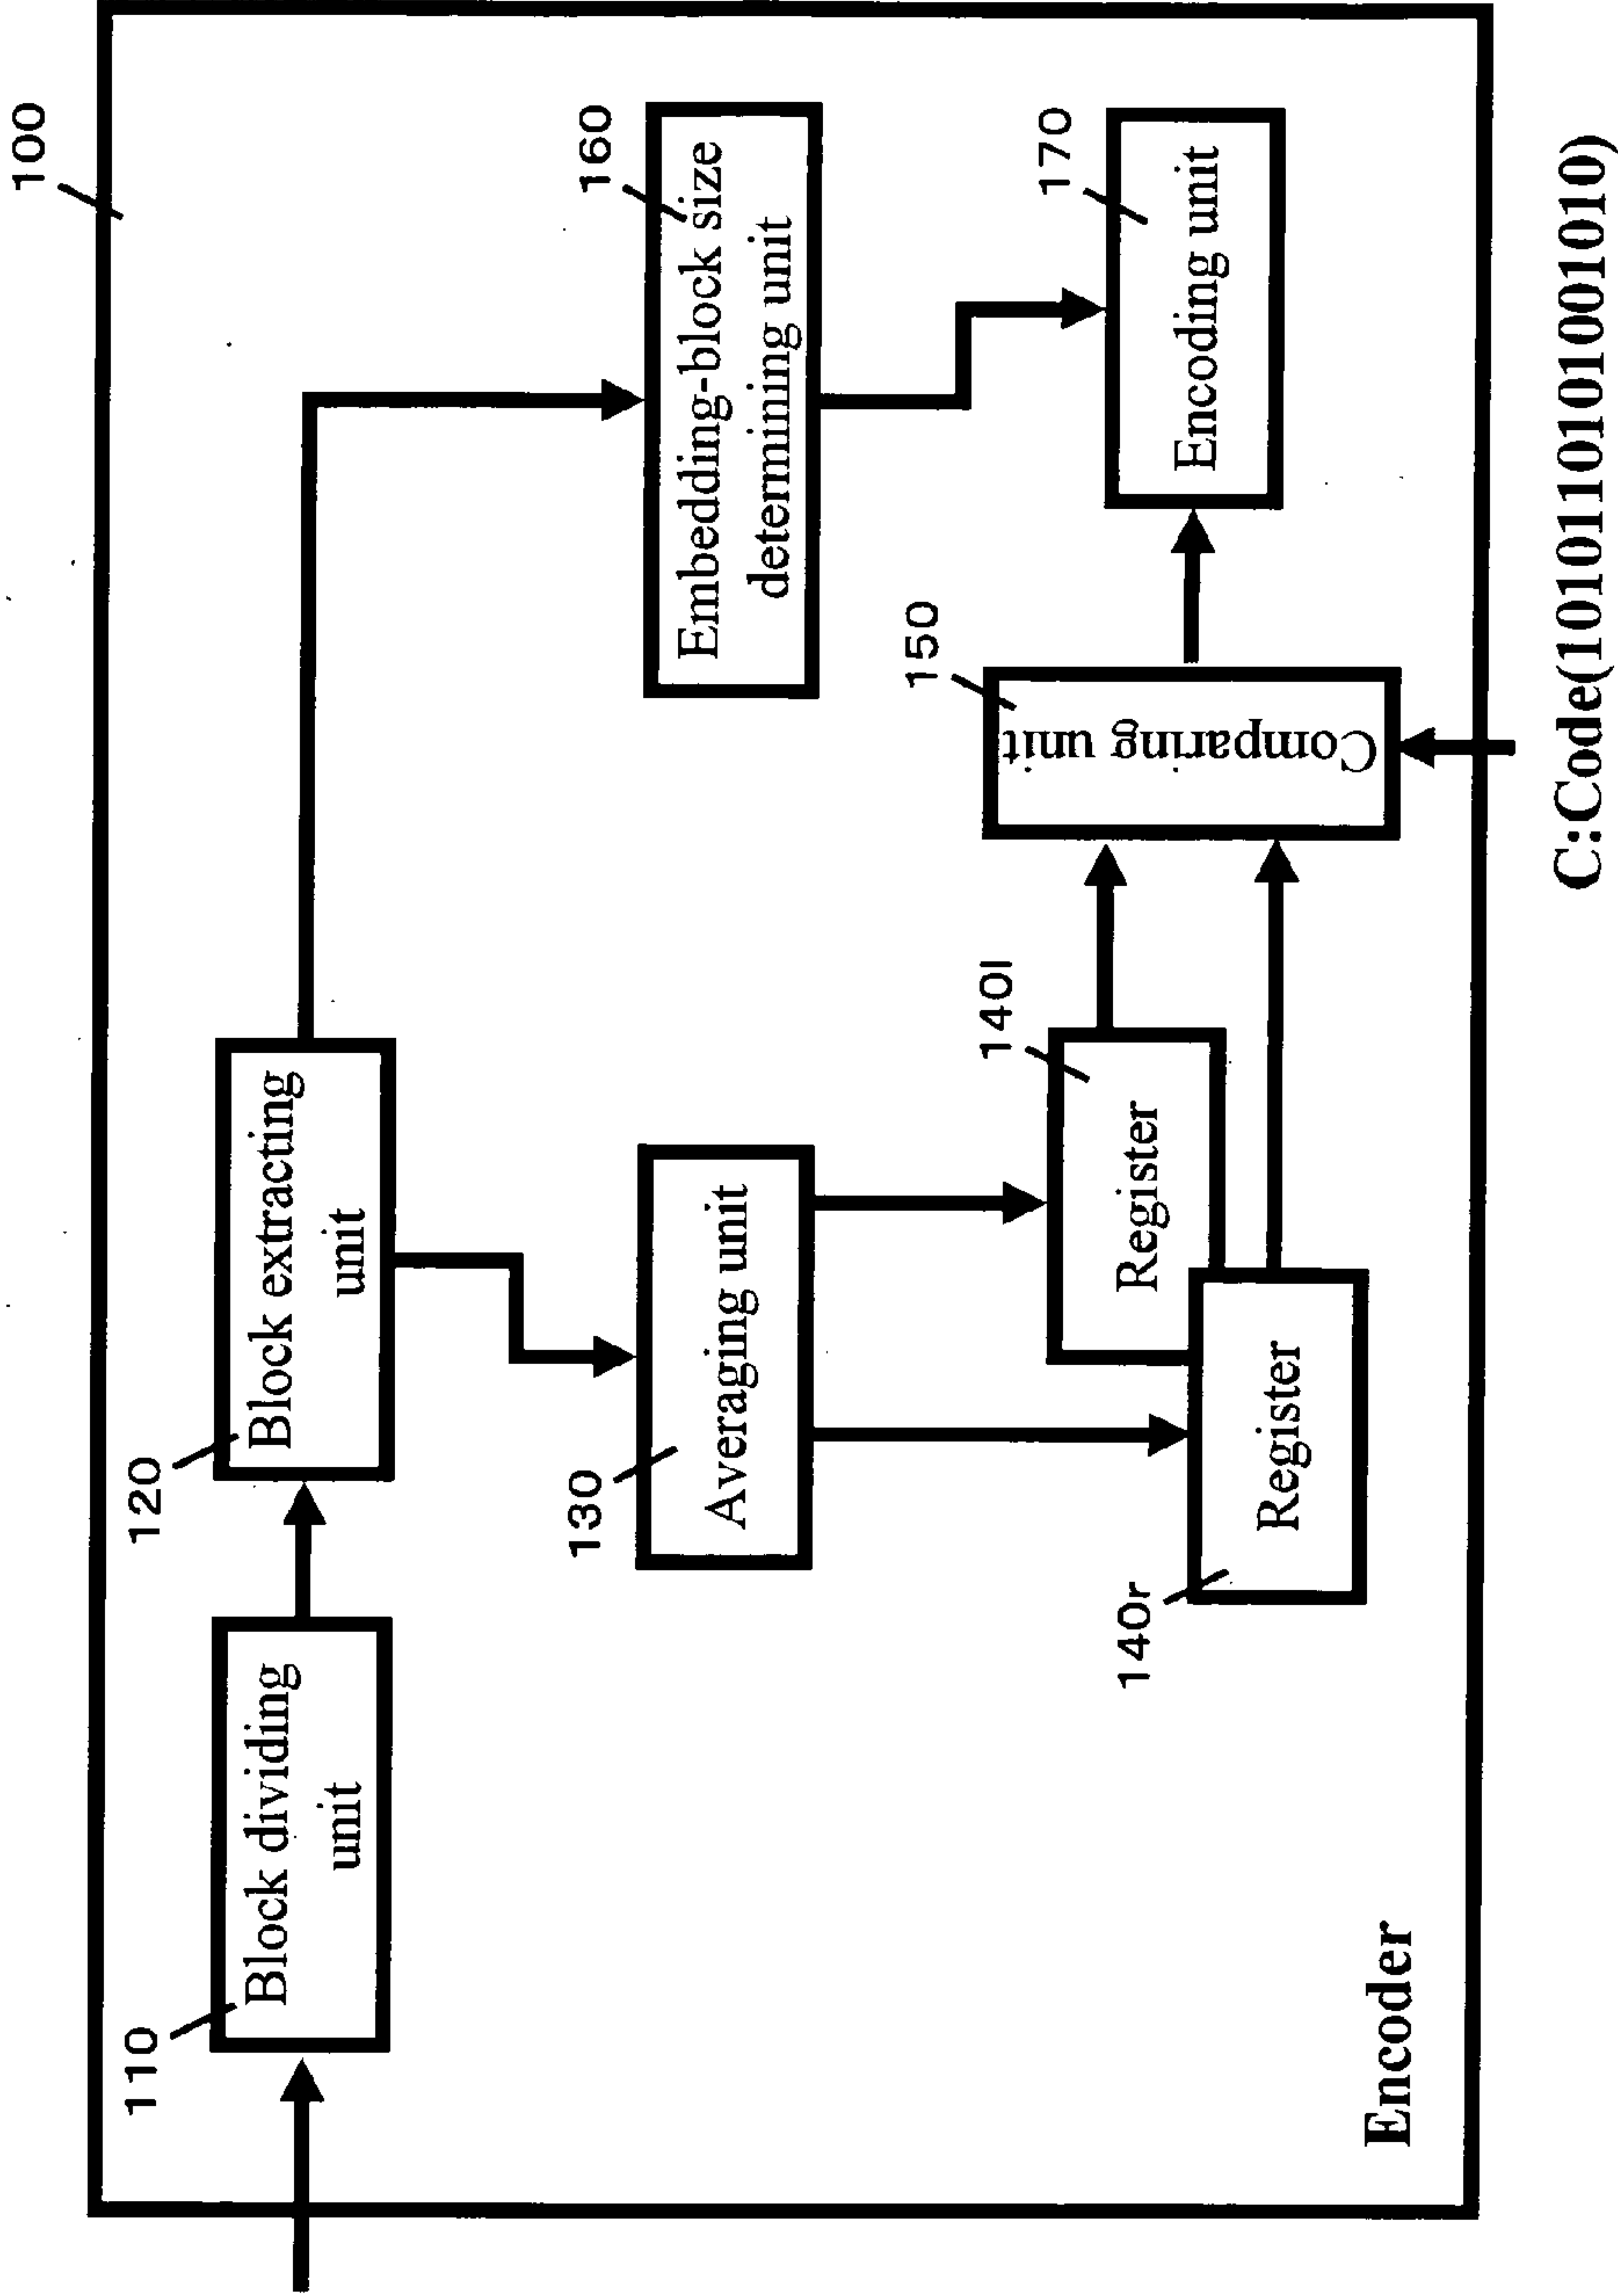 100
120
Block extracting
unit
110
Block dividing
unit
160
Embedding-block size
determining unit
130
Averaging unit
150
Comparing unit
170
Encoding unit
140l
Register
140r
Register
Encoder
C:Code(1010110101001010)